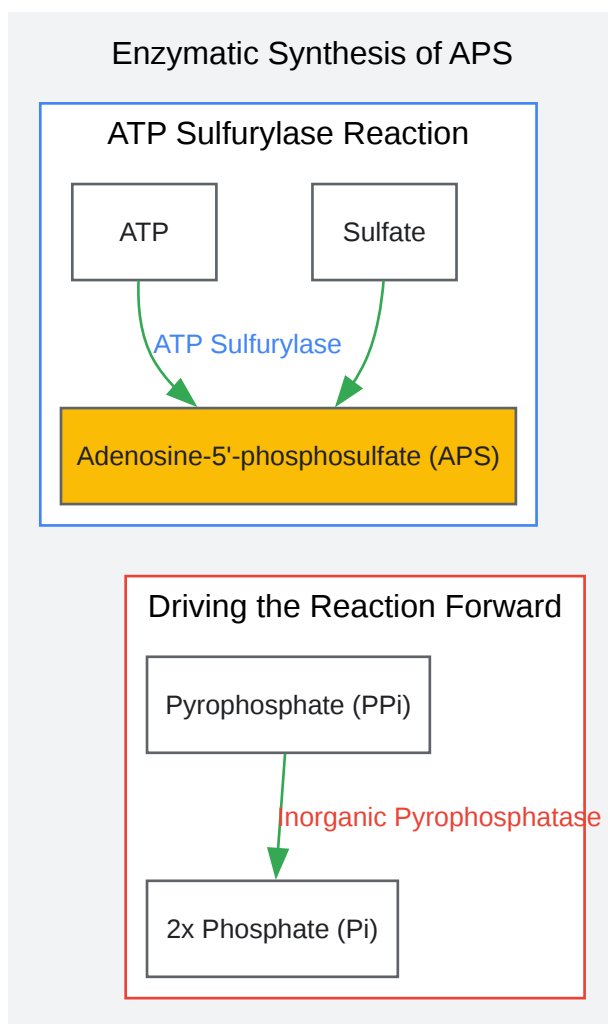 Enzymatic Synthesis of APS
ATP Sulfurylase Reaction
ATP
Sulfate
ATP Sulfurylase
Adenosine-5'-phosphosulfate (APS)
Driving the Reaction Forward
Pyrophosphate (PPi)
Inorganic Pyrophosphatase
2x Phosphate (Pi)